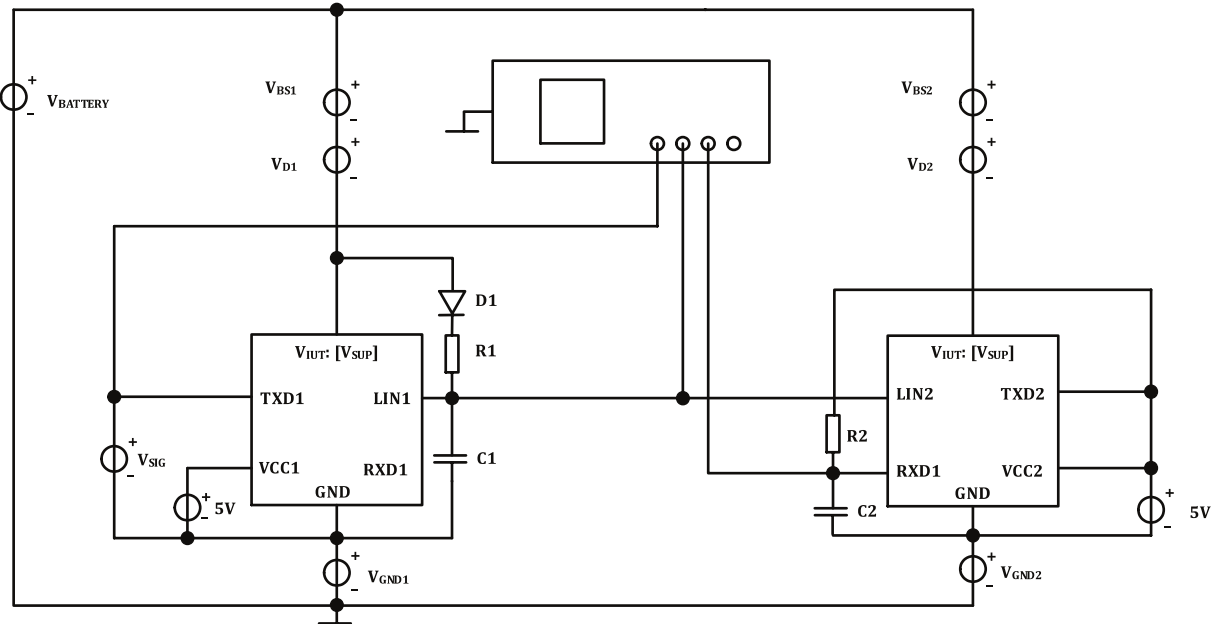 +
VBATTERY
−
VBS1
+
−
VD1
+
−
VBS2
+
−
VD2
+
−
D1
R1
VIUT: [VSUP]
TXD1
LIN1
VCC1
RXD1
GND
C1
+
VSIG
−
+
5V
−
+
VGND1
−
VIUT: [VSUP]
LIN2
TXD2
R2
RXD1
VCC2
GND
C2
+
5V
−
+
VGND2
−